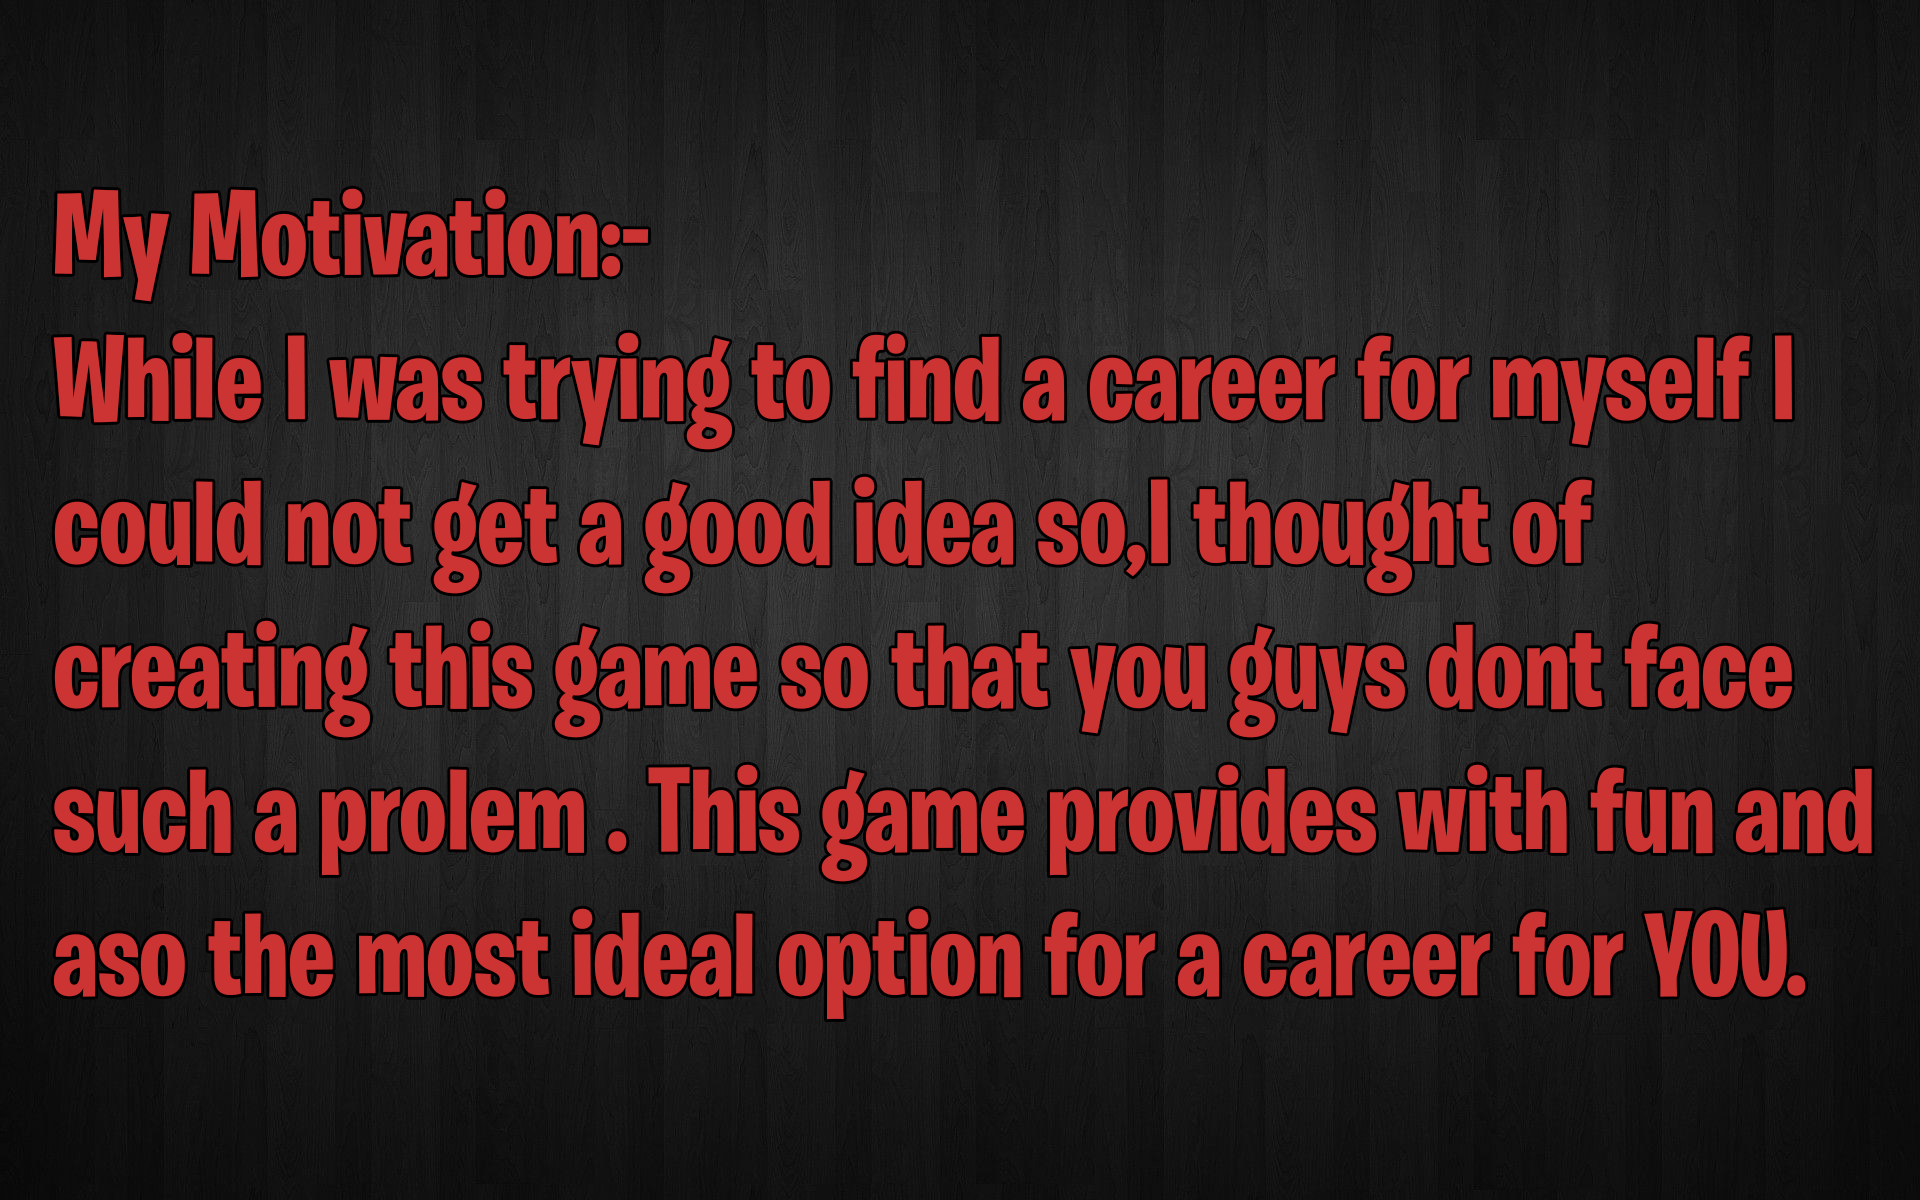 My Motivation:-
While I was trying to find a career for myself I
could not get a good idea so,I thought of
creating this game so that you guys dont face
such a prolem . This game provides with fun and
aso the most ideal option for a career for YOU.